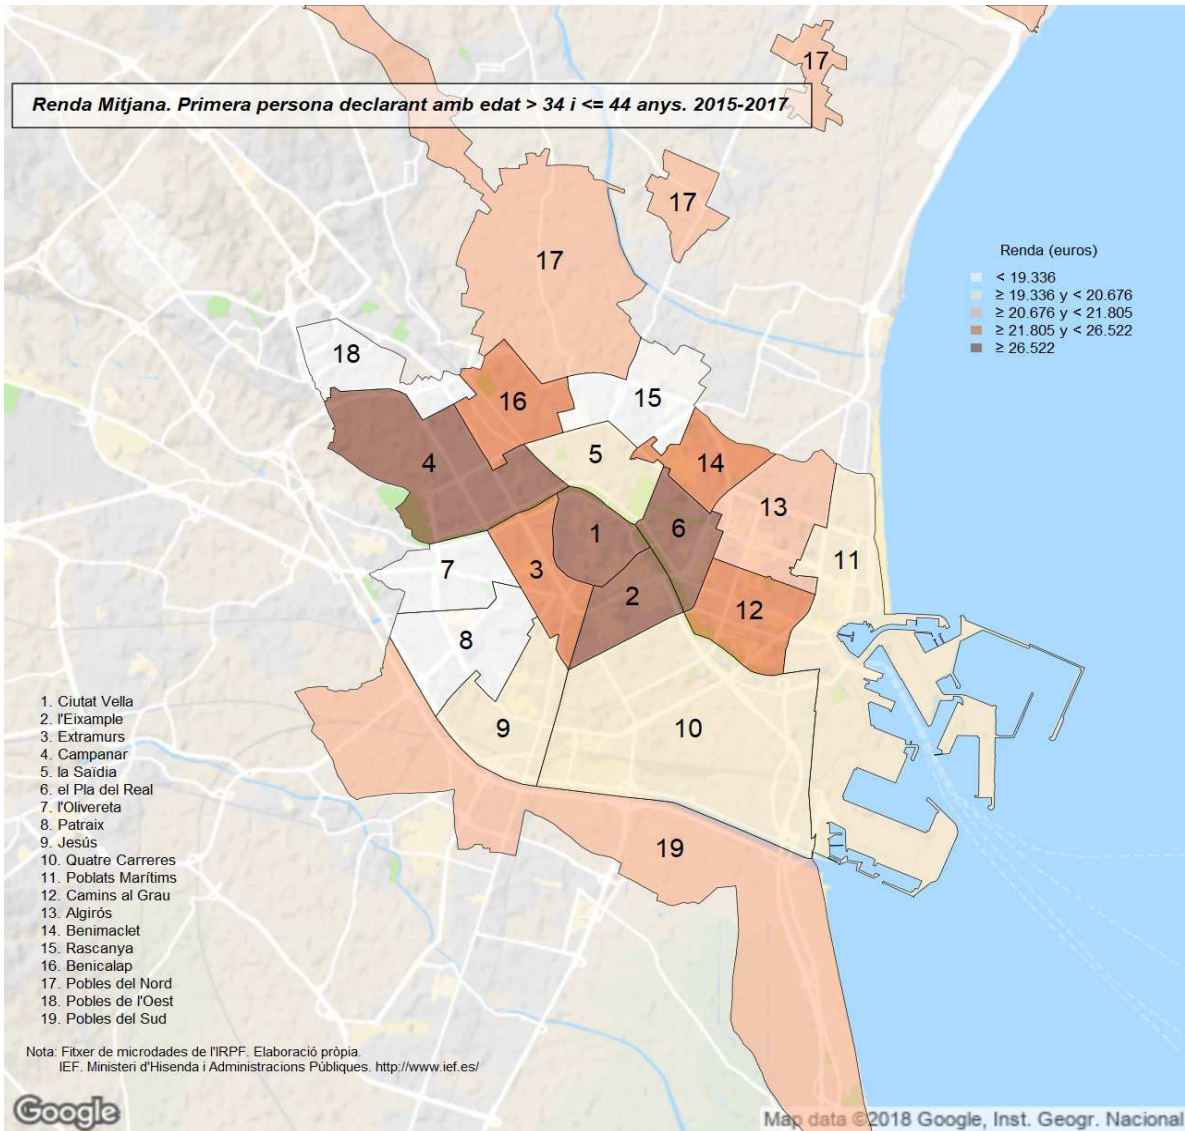 17
Renda Mitjana. Primera persona declarant amb edat > 34 i <= 44 anys. 2015-2017
17
17
Renda (euros)
< 19.336
≥ 19.336 y < 20.676
≥ 20.676 y < 21.805
≥ 21.805 y < 26.522
≥ 26.522
18
16
15
5
4
14
13
1
6
11
7
3
2
12
8
9
10
19
1. Ciutat Vella
2. l'Eixample
3. Extramurs
4. Campanar
5. la Saïdia
6. el Pla del Real
7. l'Olivereta
8. Patraix
9. Jesús
10. Quatre Carreres
11. Poblats Marítims
12. Camins al Grau
13. Algirós
14. Benimaclet
15. Rascanya
16. Benicalap
17. Pobles del Nord
18. Pobles de l'Oest
19. Pobles del Sud
Nota: Fitxer de microdades de l'IRPF. Elaboració pròpia.
IEF. Ministeri d'Hisenda i Administracions Públiques. http://www.ief.es/
Google
Map data ©2018 Google, Inst. Geogr. Nacional